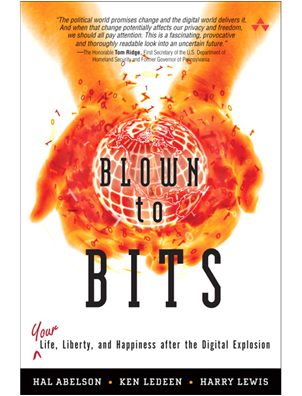 "The political world promises change and the digital world delivers it.
And when that change potentially affects our privacy and freedom,
we should all pay attention. This is a fascinating, provocative
and thoroughly readable look into an uncertain future."
—The Honorable Tom Ridge, First Secretary of the U.S. Department of
Homeland Security and Former Governor of Pennsylvania
BLOWN
to
BITS
Your
Life, Liberty, and Happiness after the Digital Explosion
HAL ABELSON • KEN LEDEEN • HARRY LEWIS